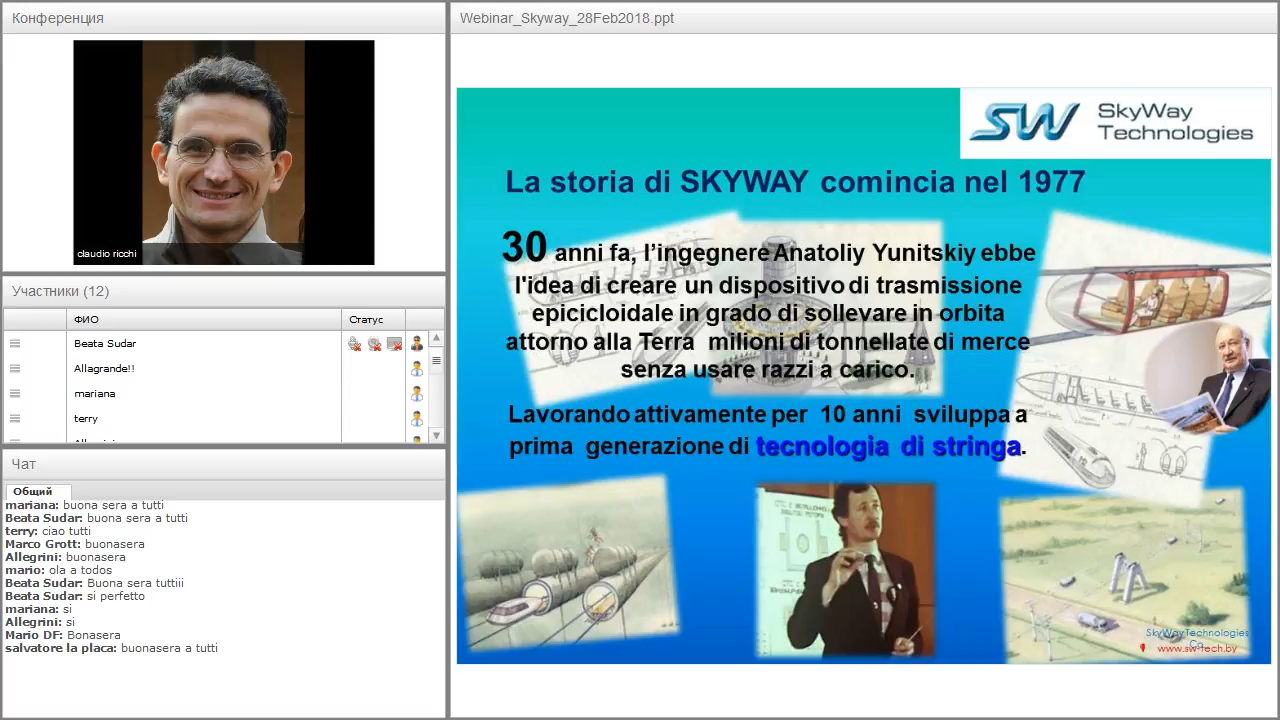 Конференция
claudio ricchi
Участники (12)
ФИО
Статус
Beata Sudar
Allagrande!!
mariana
terry
Чат
Общий
mariana: buona sera a tutti
Beata Sudar: buona sera a tutti
terry: ciao tutti
Marco Grott: buonasera
Allegrini: buonasera
mario: ola a todos
Beata Sudar: Buona sera tuttiii
Beata Sudar: si perfetto
mariana: si
Allegrini: si
Mario DF: Bonasera
salvatore la placa: buonasera a tutti
Webinar_Skyway_28Feb2018.ppt
SW SkyWay
Technologies
La storia di SKYWAY comincia nel 1977
30 anni fa, l’ingegnere Anatoliy Yunitskiy ebbe
l'idea di creare un dispositivo di trasmissione
epicicloidale in grado di sollevare in orbita
attorno alla Terra milioni di tonnellate di merce
senza usare razzi a carico.
Lavorando attivamente per 10 anni sviluppa a
prima generazione di tecnologia di stringa.
SkyWay Technologies
Co.
www.sw-tech.by